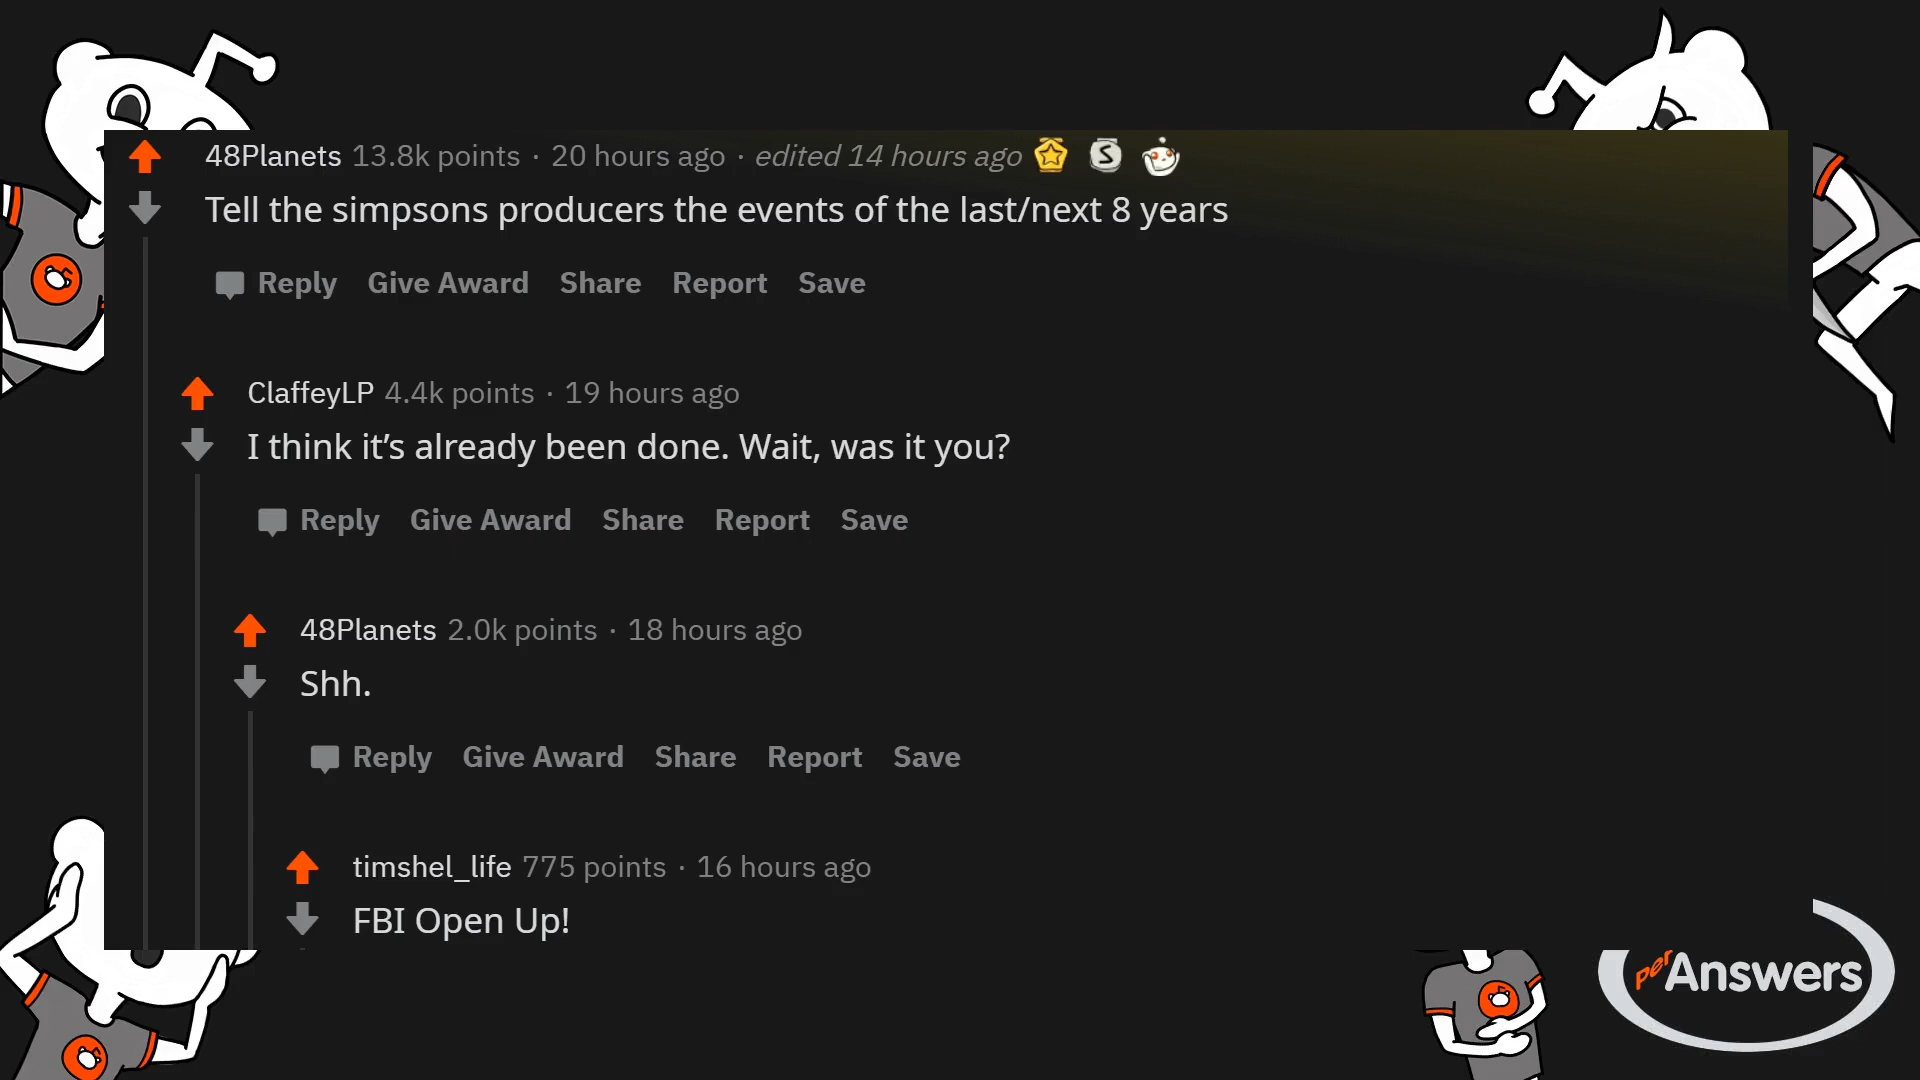 48Planets 13.8k points · 20 hours ago · edited 14 hours ago
Tell the simpsons producers the events of the last/next 8 years
Reply Give Award Share Report Save
ClaffeyLP 4.4k points · 19 hours ago
I think it’s already been done. Wait, was it you?
Reply Give Award Share Report Save
48Planets 2.0k points · 18 hours ago
Shh.
Reply Give Award Share Report Save
timshel_life 775 points · 16 hours ago
FBI Open Up!
perAnswers